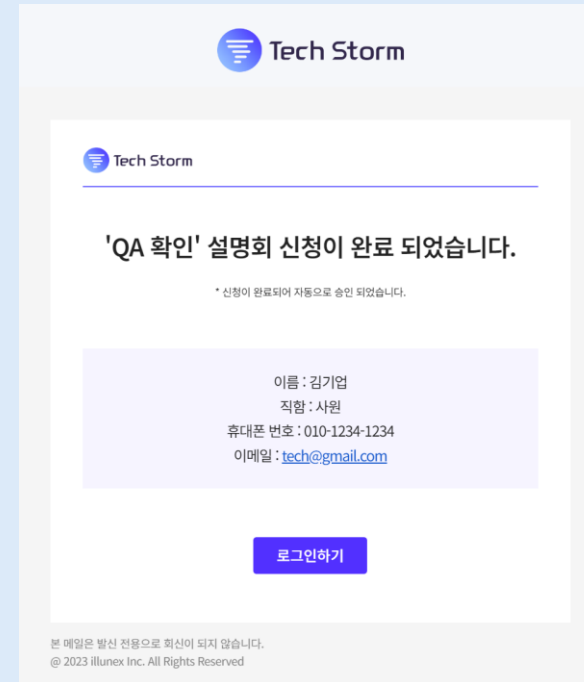 Tech Storm
Tech Storm
'QA 확인' 설명회 신청이 완료 되었습니다.
* 신청이 완료되어 자동으로 승인 되었습니다.
이름 : 김기업
직함 : 사원
휴대폰 번호 : 010-1234-1234
이메일 : tech@gmail.com
로그인하기
본 메일은 발신 전용으로 회신이 되지 않습니다.
@ 2023 illunex Inc. All Rights Reserved